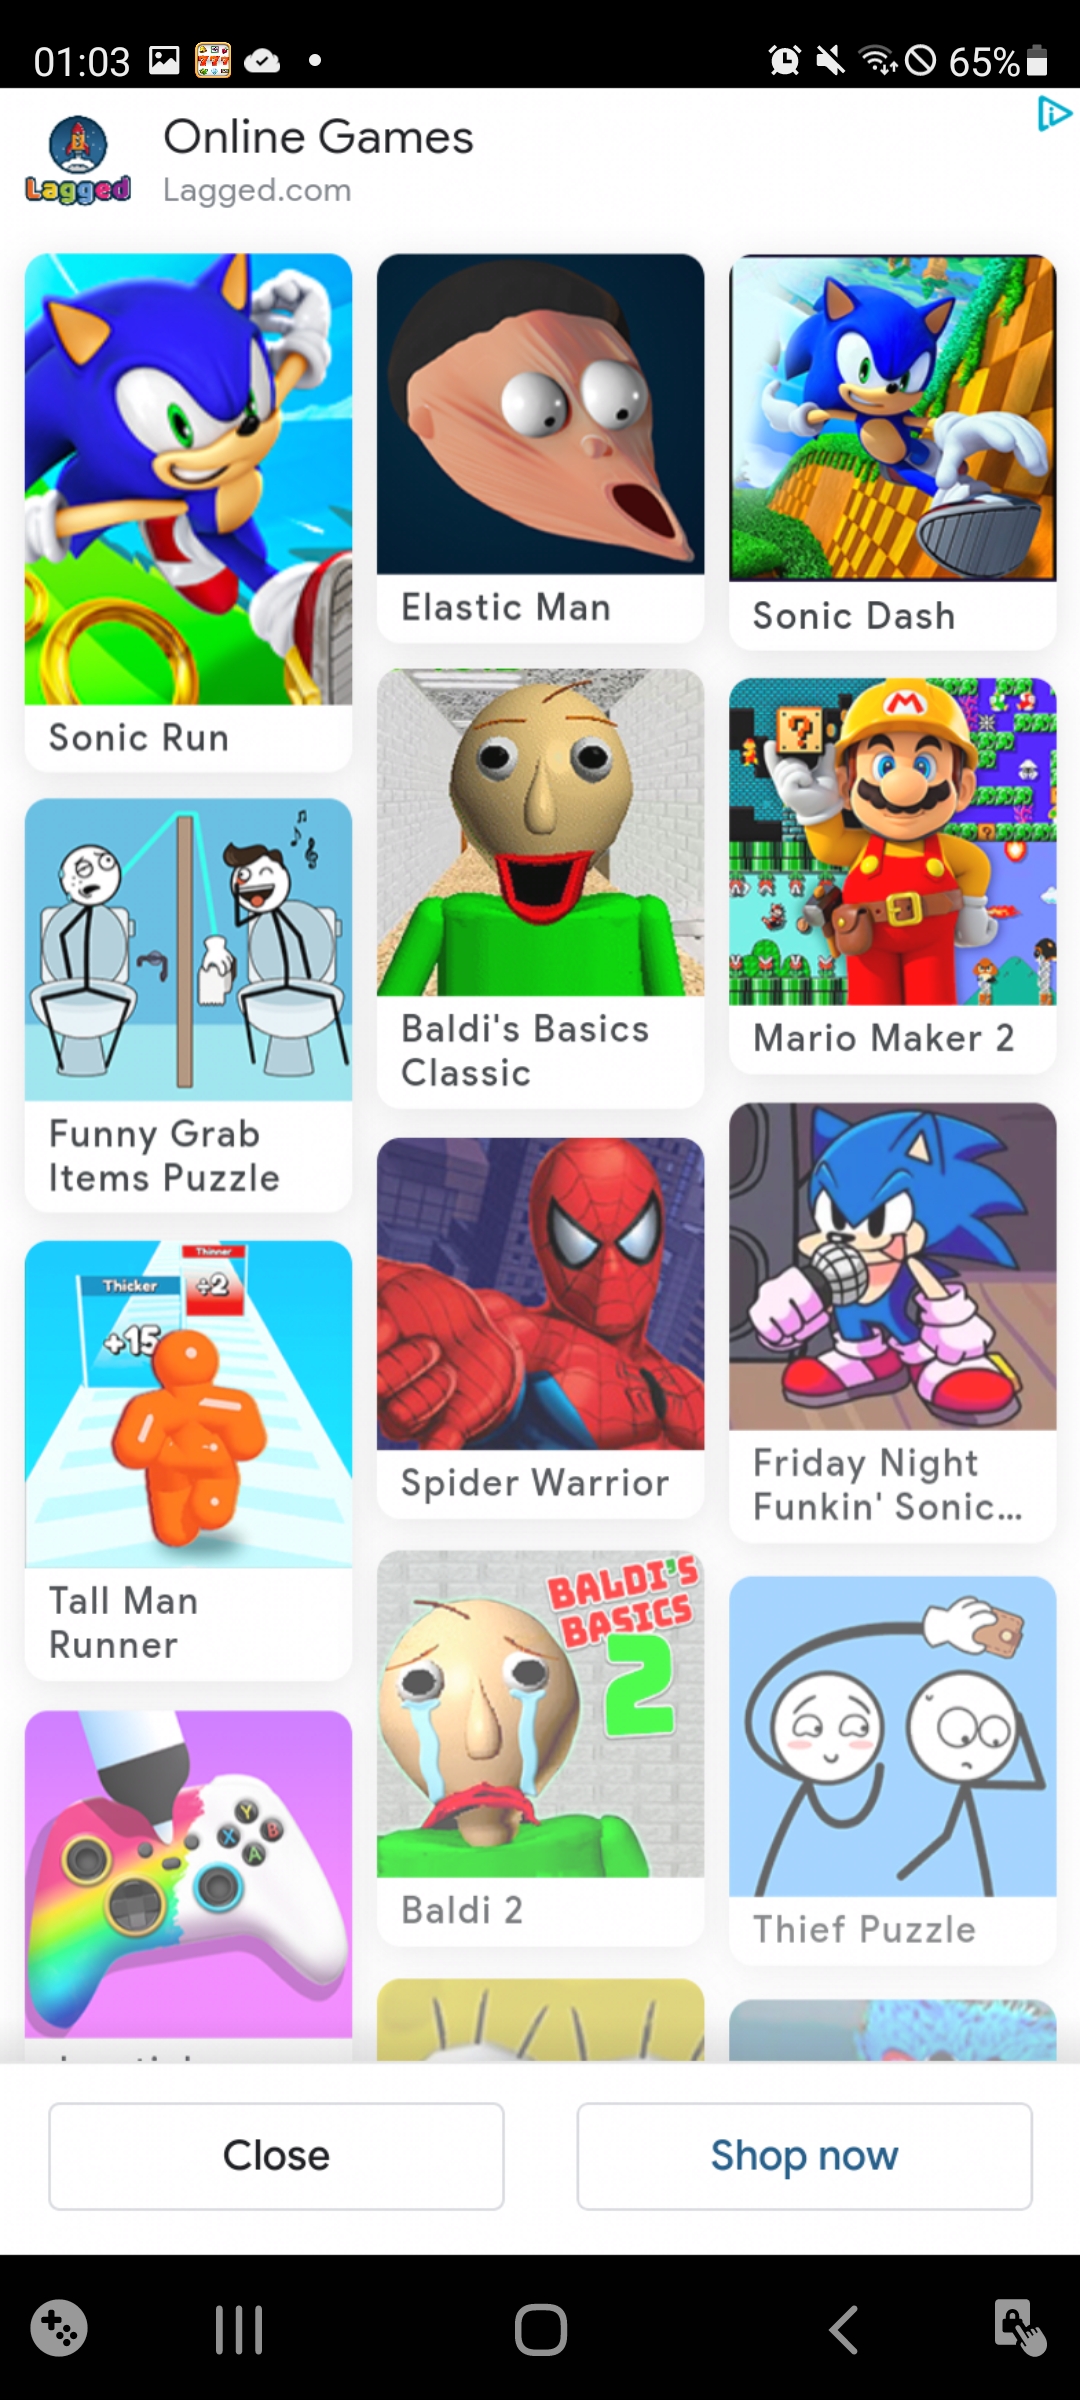 01:03
65%
Online Games
Lagged
Lagged.com
Sonic Run
Elastic Man
Sonic Dash
Baldi's Basics
Classic
M
?
Mario Maker 2
Funny Grab
Items Puzzle
Thinner
÷2
Thicker
+15
Tall Man
Runner
Spider Warrior
Friday Night
Funkin' Sonic...
BALDI'S
BASICS
2
Baldi 2
Thief Puzzle
Y
X
B
A
Close
Shop now